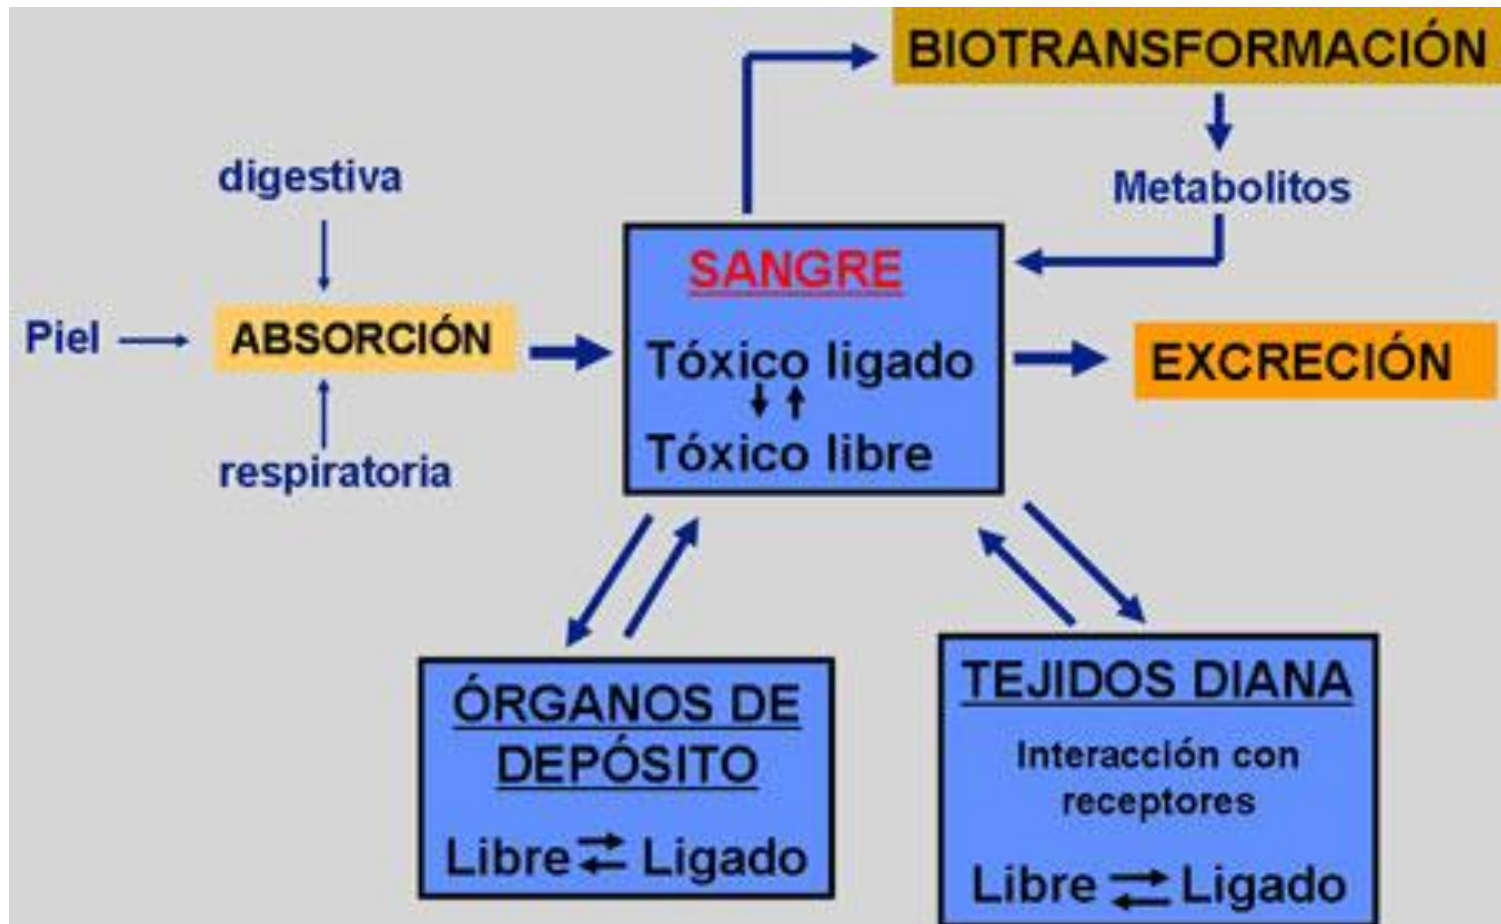 BIOTRANSFORMACIÓN
Metabolitos
digestiva
Piel
ABSORCIÓN
respiratoria
SANGRE
Tóxico ligado
Tóxico libre
EXCRECIÓN
ÓRGANOS DE
DEPÓSITO
Libre ⇄ Ligado
TEJIDOS DIANA
Interacción con
receptores
Libre ⇄ Ligado